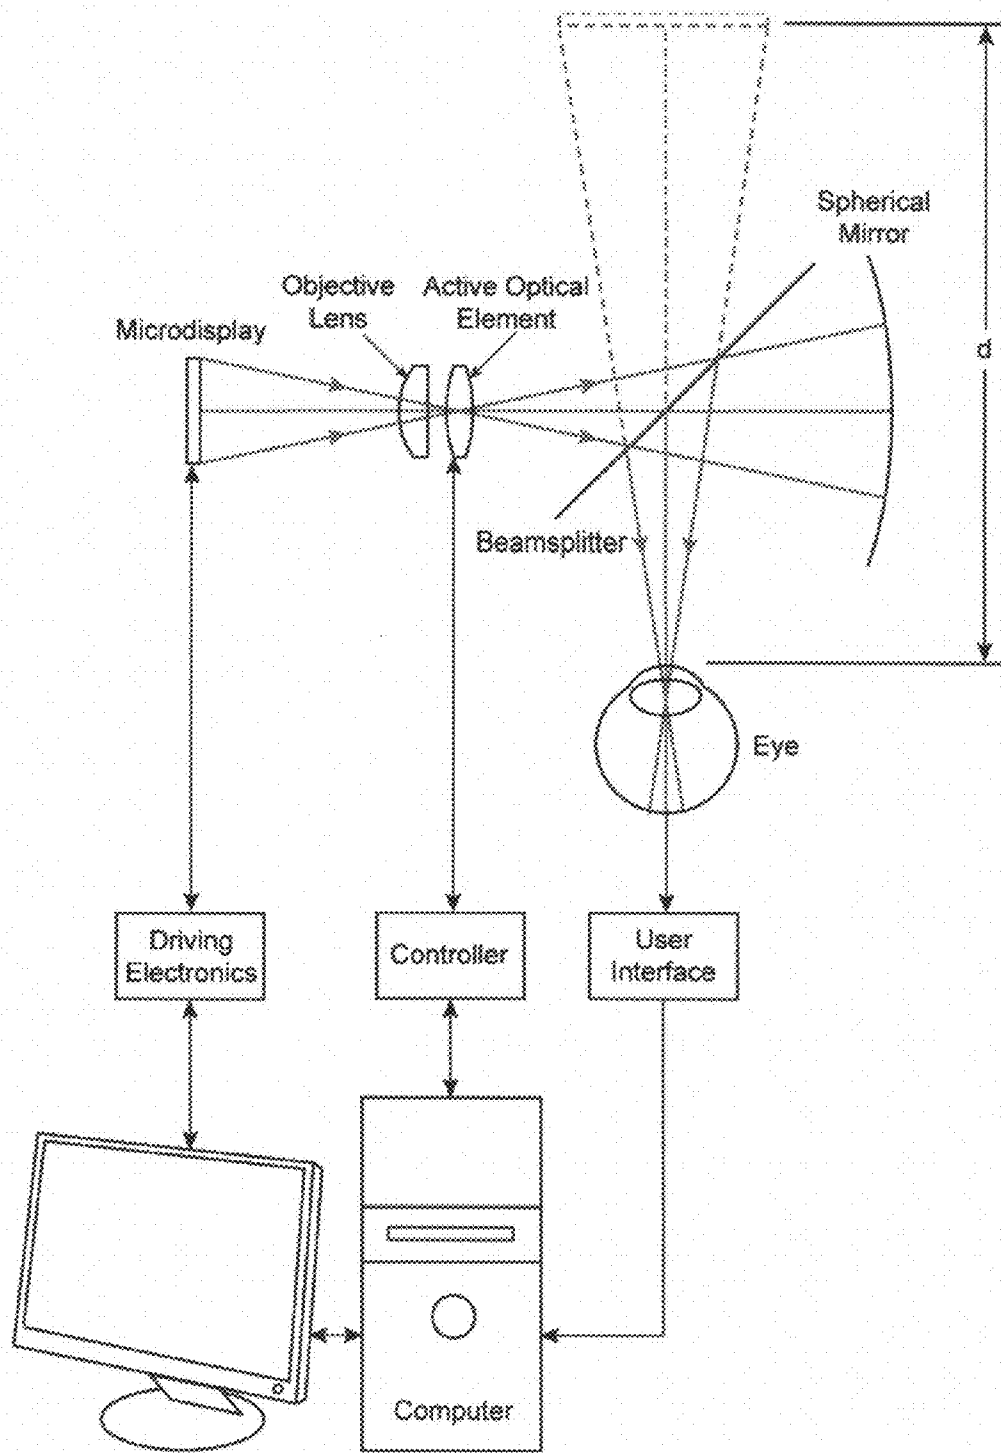 Spherical
Mirror
Objective
Lens
Active Optical
Element
Microdisplay
d
Beamsplitter
Eye
Driving
Electronics
Controller
User
Interface
Computer